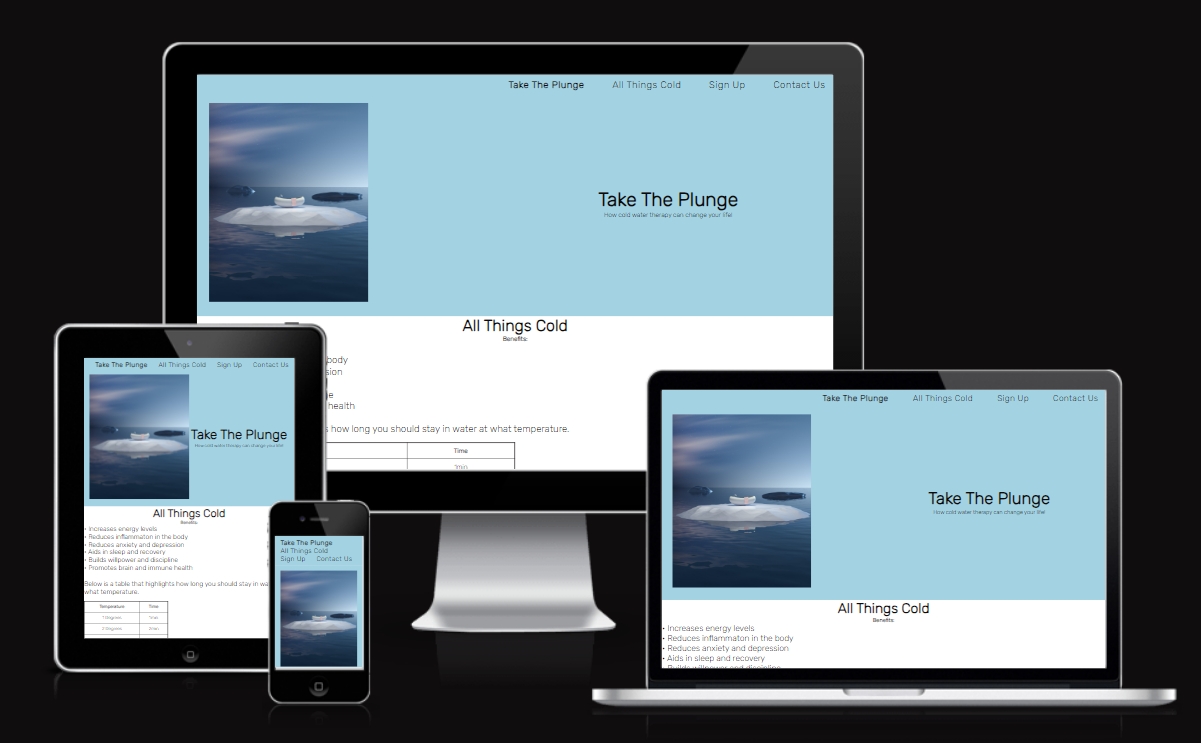 Take The Plunge All Things Cold Sign Up Contact Us
Take The Plunge
How cold water therapy can change your life!
All Things Cold
Benefits:
body
sion
ge
health
s how long you should stay in water at what temperature.
Time
1min
Take The Plunge All Things Cold Sign Up Contact Us
Take The Plunge
How cold water therapy can change your life!
All Things Cold
Benefits:
• Increases energy levels
• Reduces inflammaton in the body
• Reduces anxiety and depression
• Aids in sleep and recovery
• Builds willpower and discipline
• Promotes brain and immune health
Below is a table that highlights how long you should stay in wa
what temperature.
Temperature Time
1 Degrees 1min
2 Degrees 2min
Take The Plunge
All Things Cold
Sign Up Contact Us
Take The Plunge All Things Cold Sign Up Contact Us
Take The Plunge
How cold water therapy can change your life!
All Things Cold
Benefits:
• Increases energy levels
• Reduces inflammaton in the body
• Reduces anxiety and depression
• Aids in sleep and recovery
• Builds willpower and discipline